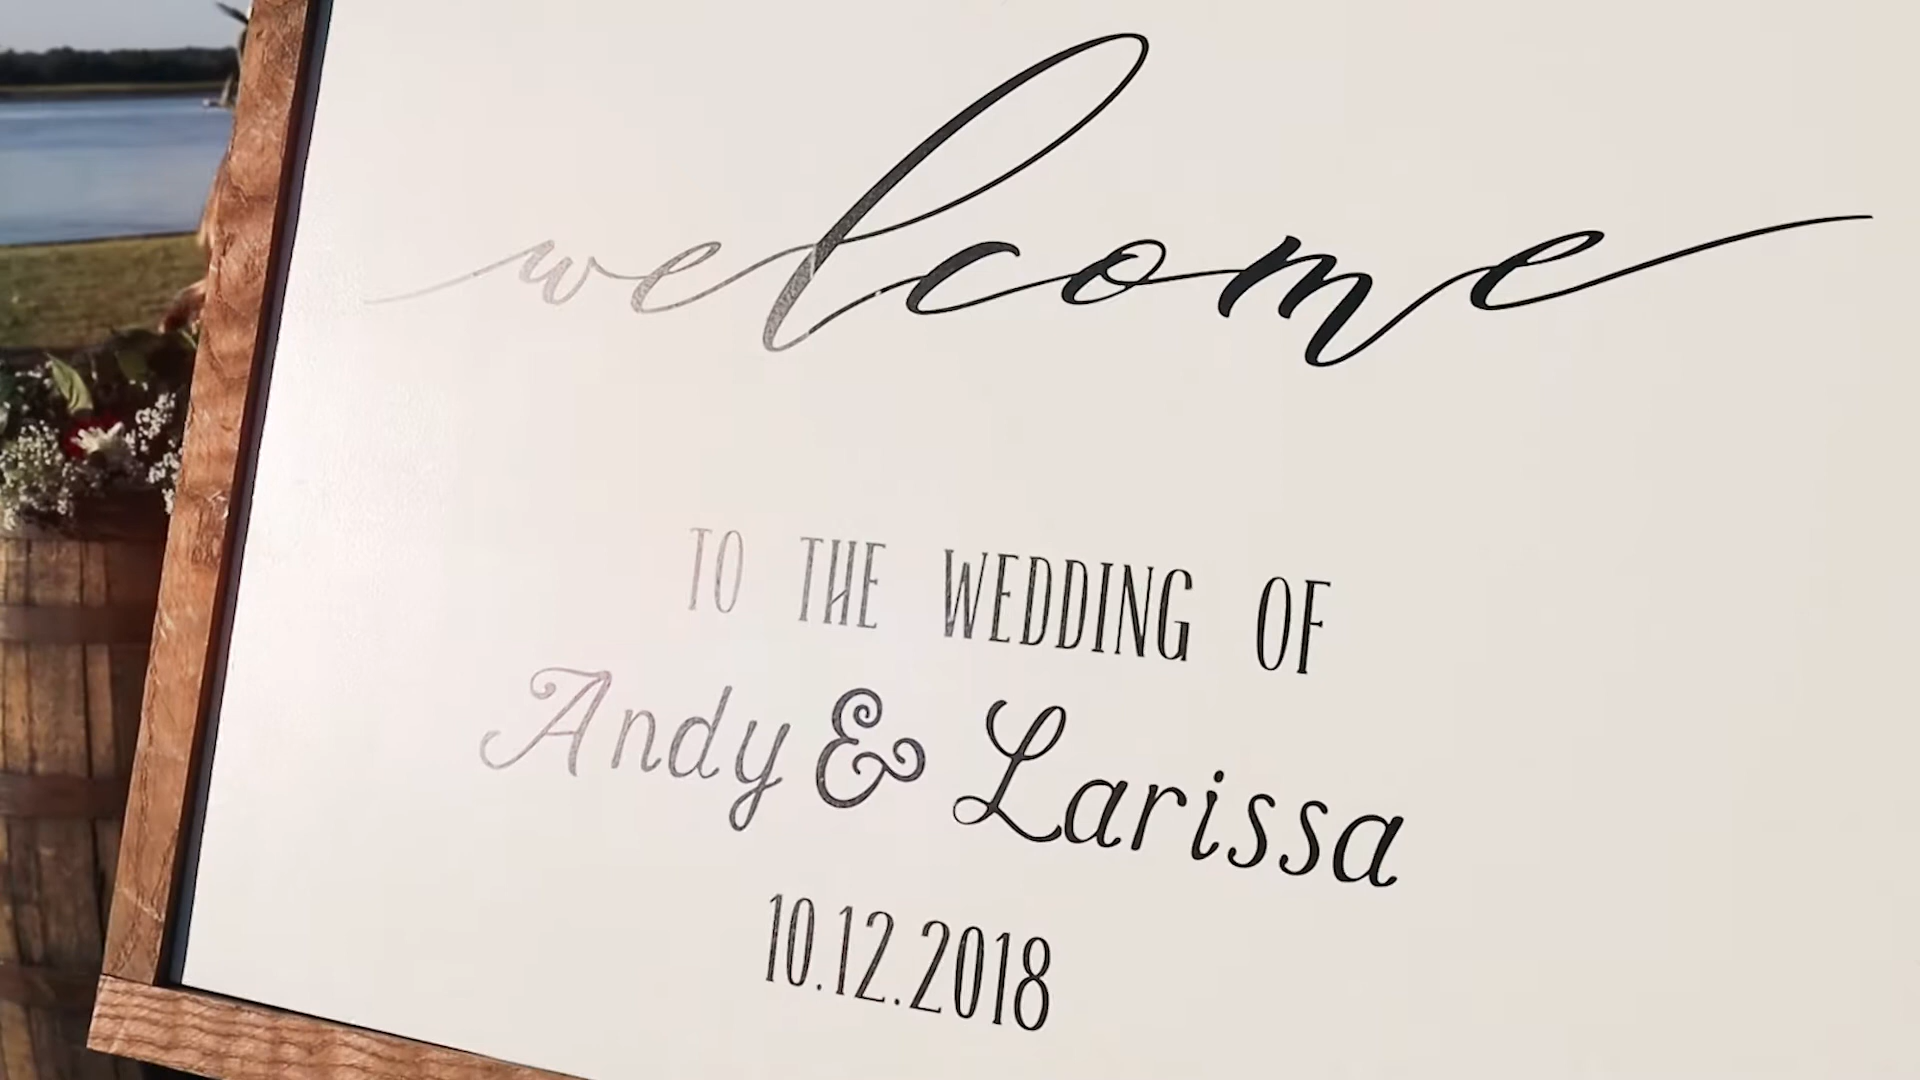 welcome
TO THE WEDDING OF
Andy & Larissa
10.12.2018